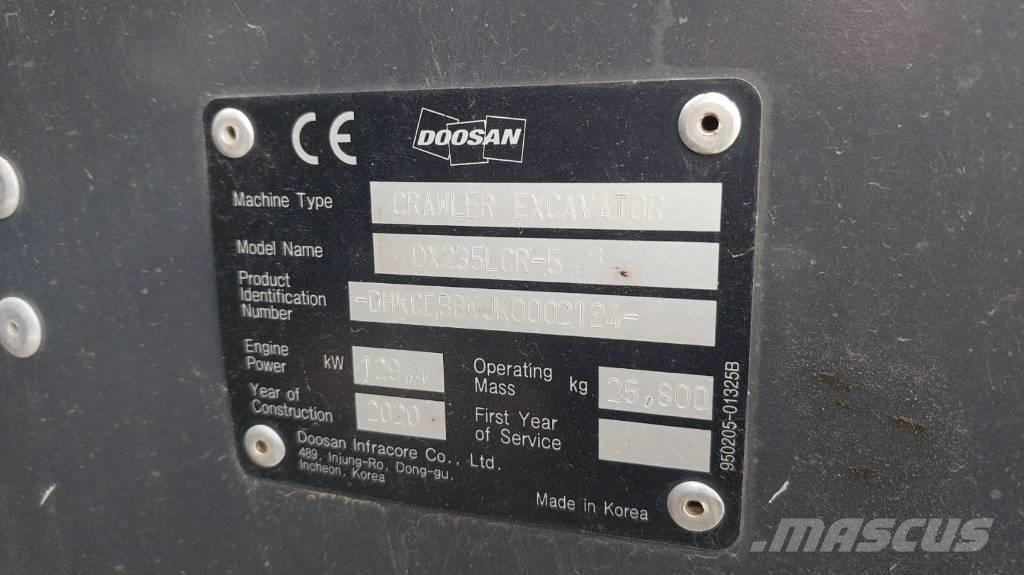 CE
DOOSAN
Machine Type CRAWLER EXCAVATOR
Model Name DX235LCR-5
Product
Identification
Number -DHKCEBBWJK0002124-
Engine
Power kW 129,4
Operating
Mass kg 25,800
Year of
Construction 2020
First Year
of Service
Doosan Infracore Co., Ltd.
489, Injung-Ro, Dong-gu,
Incheon, Korea
Made in Korea
950205-01325B
MASCUS